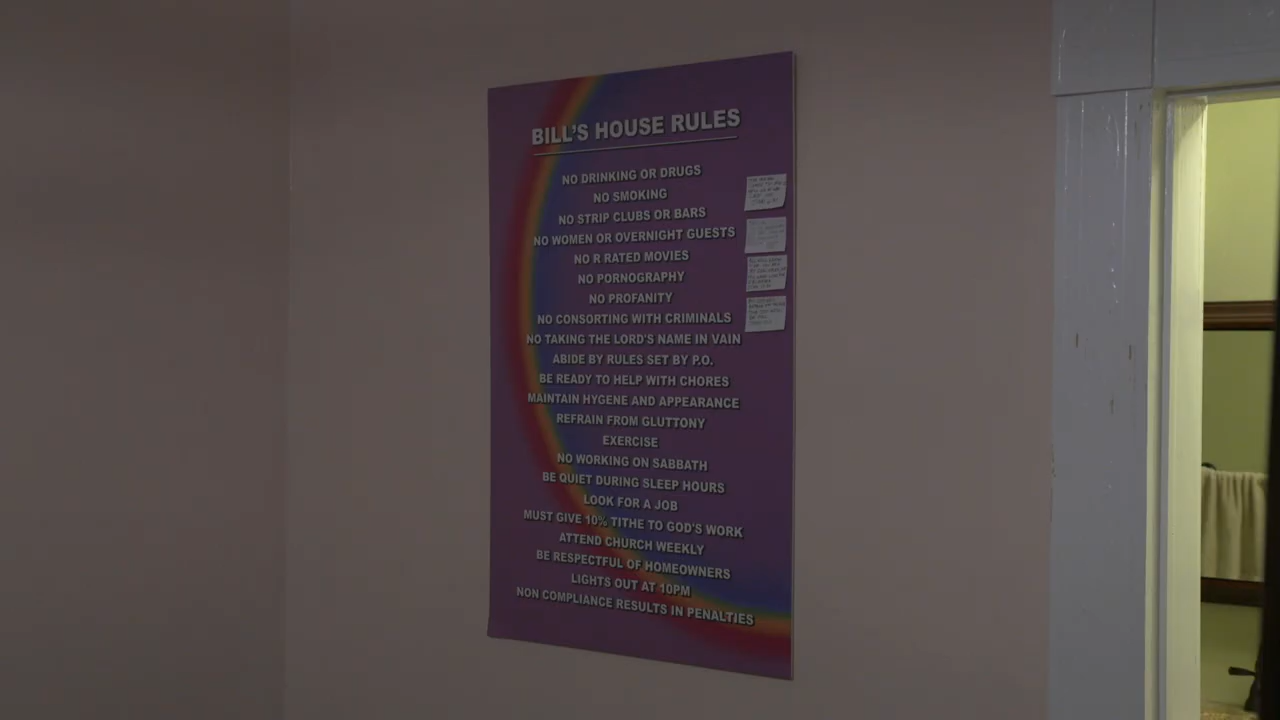 BILL'S HOUSE RULES
NO DRINKING OR DRUGS
NO SMOKING
NO STRIP CLUBS OR BARS
NO WOMEN OR OVERNIGHT GUESTS
NO R RATED MOVIES
NO PORNOGRAPHY
NO PROFANITY
NO CONSORTING WITH CRIMINALS
NO TAKING THE LORD'S NAME IN VAIN
ABIDE BY RULES SET BY P.O.
BE READY TO HELP WITH CHORES
MAINTAIN HYGENE AND APPEARANCE
REFRAIN FROM GLUTTONY
EXERCISE
NO WORKING ON SABBATH
BE QUIET DURING SLEEP HOURS
LOOK FOR A JOB
MUST GIVE 10% TITHE TO GOD'S WORK
ATTEND CHURCH WEEKLY
BE RESPECTFUL OF HOMEOWNERS
LIGHTS OUT AT 10PM
NON COMPLIANCE RESULTS IN PENALTIES